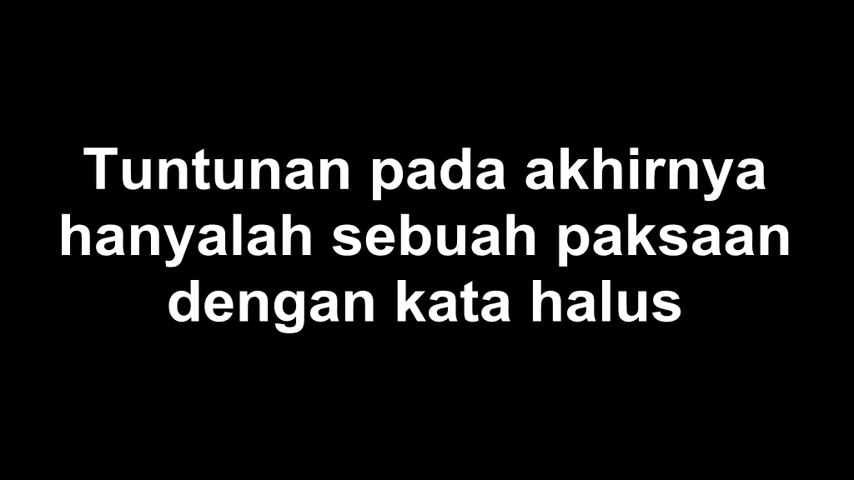 Tuntunan pada akhirnya
hanyalah sebuah paksaan
dengan kata halus